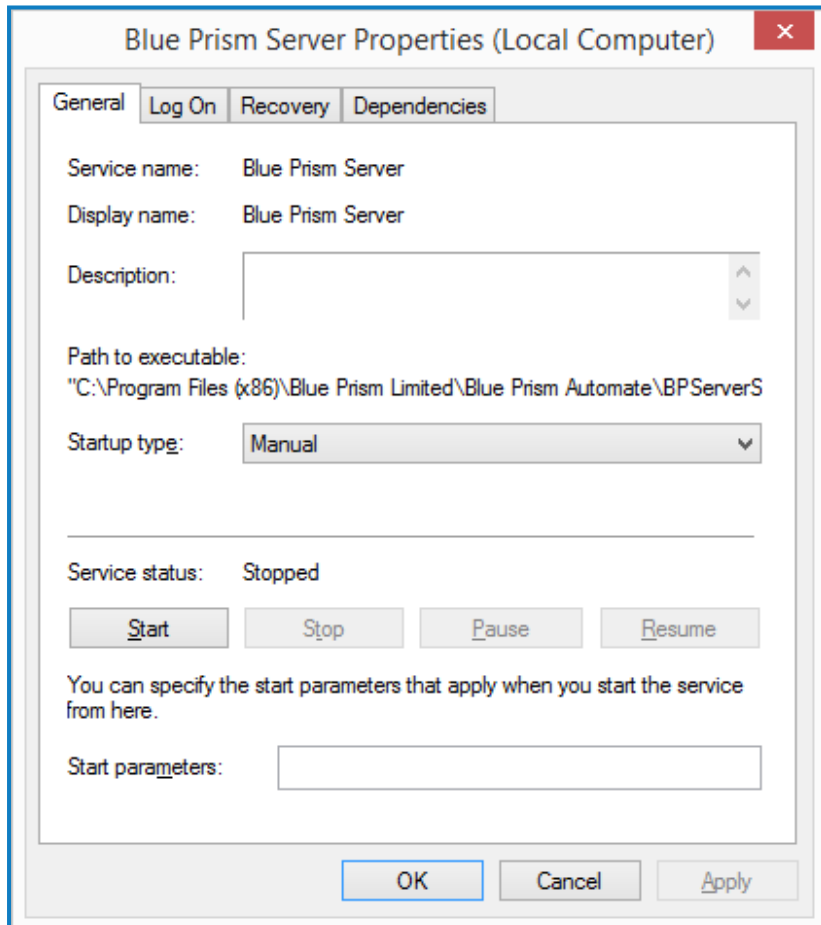 Blue Prism Server Properties (Local Computer)
General Log On Recovery Dependencies
Service name: Blue Prism Server
Display name: Blue Prism Server
Description:
Path to executable:
"C:\Program Files (x86)\Blue Prism Limited\Blue Prism Automate\BPServerS
Startup type: Manual
Service status: Stopped
Start Stop Pause Resume
You can specify the start parameters that apply when you start the service
from here.
Start parameters:
OK Cancel Apply